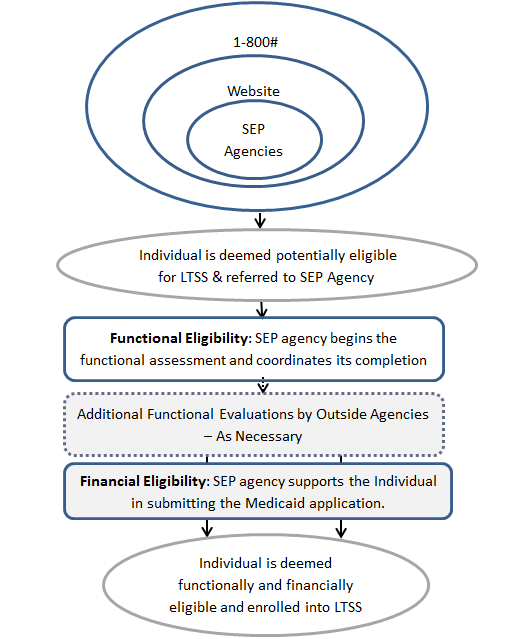 1-800#
Website
SEP
Agencies
Individual is deemed potentially eligible
for LTSS & referred to SEP Agency
Functional Eligibility: SEP agency begins the
functional assessment and coordinates its completion
Additional Functional Evaluations by Outside Agencies
– As Necessary
Financial Eligibility: SEP agency supports the Individual
in submitting the Medicaid application.
Individual is deemed
functionally and financially
eligible and enrolled into LTSS